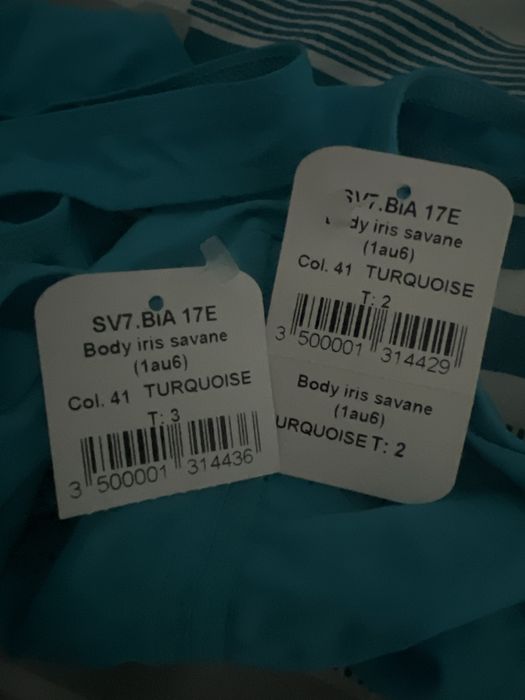 SV7.BiA 17E
Body iris savane
(1au6)
Col. 41 TURQUOISE
T: 3
3 500001 314436
SV7.BiA 17E
dy iris savane
(1au6)
Col. 41 TURQUOISE
T: 2
3 500001 314429
Body iris savane
(1au6)
URQUOISE T: 2